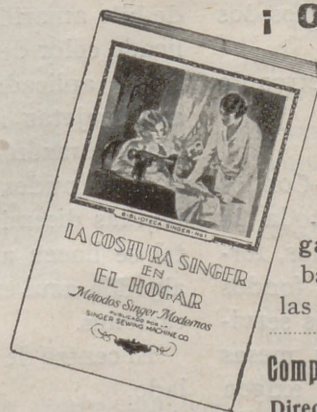 ¡ O
BIBLIOTECA SINGER Nº 1
LA COSTURA SINGER
EN
EL HOGAR
Métodos Singer Modernos
PUBLICADO POR LA
SINGER SEWING MACHINE CO
ga
ba
las
Comp
Direc